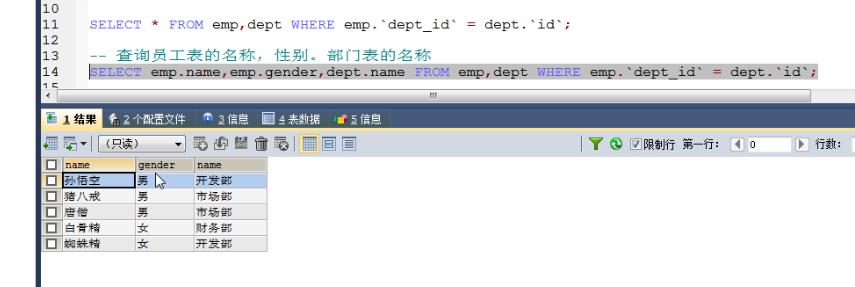 10
11 SELECT * FROM emp,dept WHERE emp.`dept_id` = dept.`id`;
12
13 -- 查询员工表的名称，性别。部门表的名称
14 SELECT emp.name,emp.gender,dept.name FROM emp,dept WHERE emp.`dept_id` = dept.`id`;
15
1 结果 2 个配置文件 3 信息 4 表数据 5 信息
（只读） 限制行 第一行: 0 行数:
name gender name
孙悟空 男 开发部
猪八戒 男 市场部
唐僧 男 市场部
白骨精 女 财务部
蜘蛛精 女 开发部